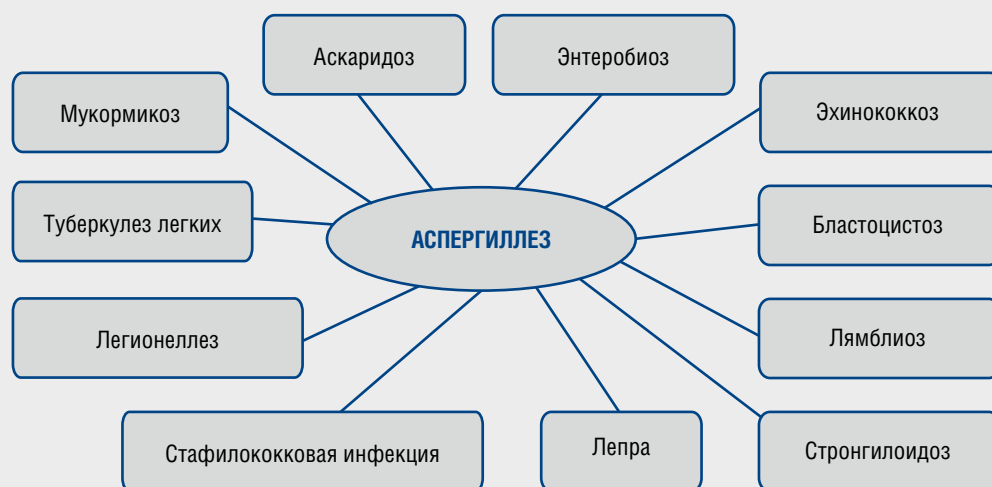 Аскаридоз
Энтеробиоз
Мукормикоз
Эхинококкоз
Туберкулез легких
АСПЕРГИЛЛЕЗ
Бластоцистоз
Легионеллез
Лямблиоз
Стафилококковая инфекция
Лепра
Стронгилоидоз